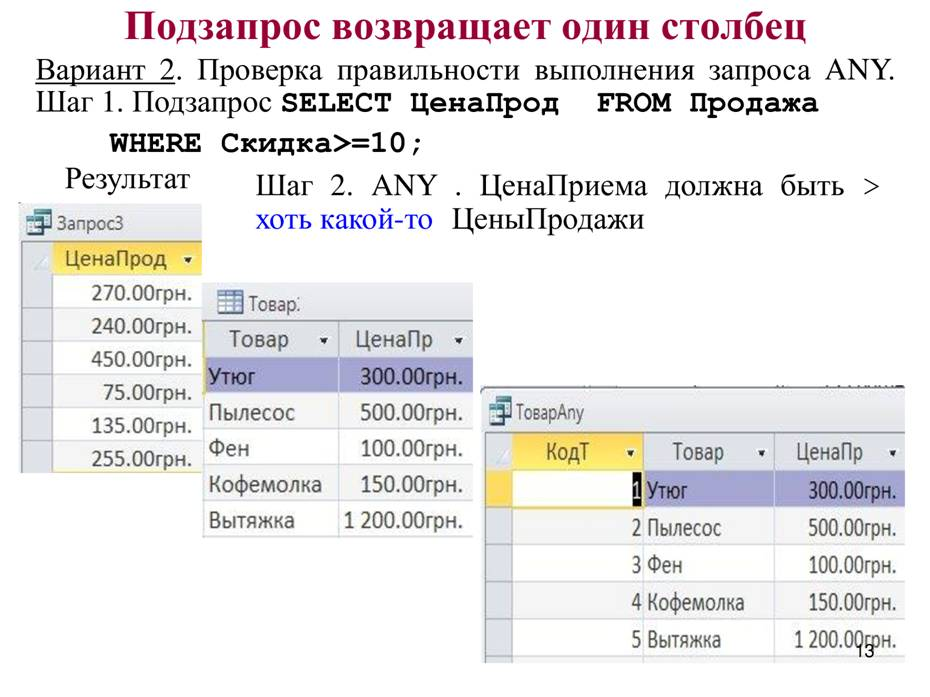 Подзапрос возвращает один столбец
Вариант 2. Проверка правильности выполнения запроса ANY.
Шаг 1. Подзапрос SELECT ЦенаПрод FROM Продажа
WHERE Скидка>=10;
Результат
Шаг 2. ANY . ЦенаПриема должна быть >
хоть какой-то ЦеныПродажи
Запрос3
ЦенаПрод
270.00грн.
240.00грн.
450.00грн.
75.00грн.
135.00грн.
255.00грн.
Товар
Товар ЦенаПр
Утюг 300.00грн.
Пылесос 500.00грн.
Фен 100.00грн.
Кофемолка 150.00грн.
Вытяжка 1 200.00грн.
ТоварAny
КодТ Товар ЦенаПр
1 Утюг 300.00грн.
2 Пылесос 500.00грн.
3 Фен 100.00грн.
4 Кофемолка 150.00грн.
5 Вытяжка 1 200.00грн.
13